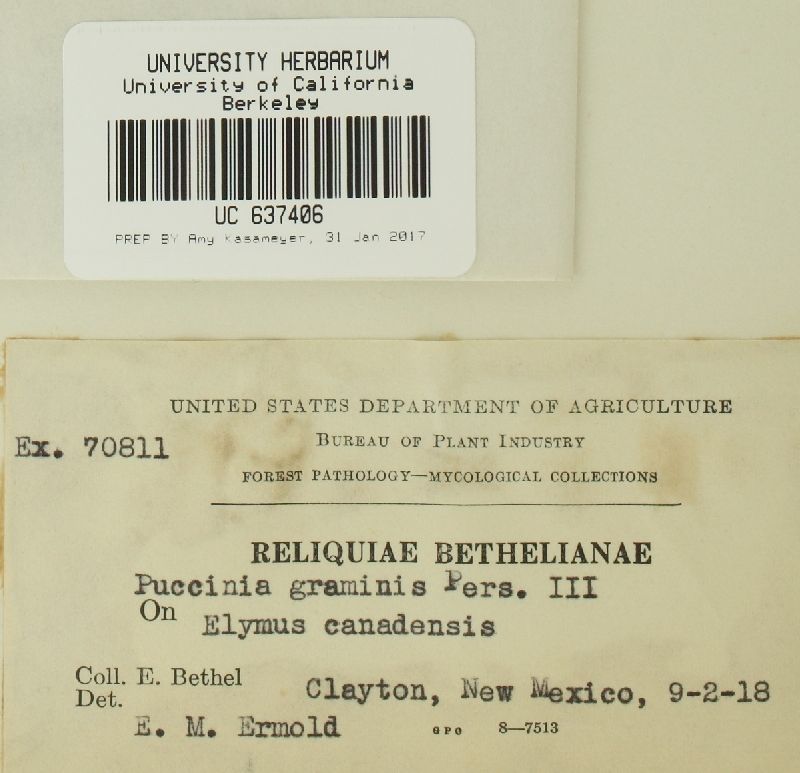 UNIVERSITY HERBARIUM
University of California
Berkeley
UC 637406
PREP BY Amy Kasameyer, 31 Jan 2017
UNITED STATES DEPARTMENT OF AGRICULTURE
Ex. 70811
BUREAU OF PLANT INDUSTRY
FOREST PATHOLOGY—MYCOLOGICAL COLLECTIONS
RELIQUIAE BETHELIANAE
Puccinia graminis Pers. III
On Elymus canadensis
Coll. E. Bethel
Det. Clayton, New Mexico, 9-2-18
E. M. Ermold GPO 8—7513